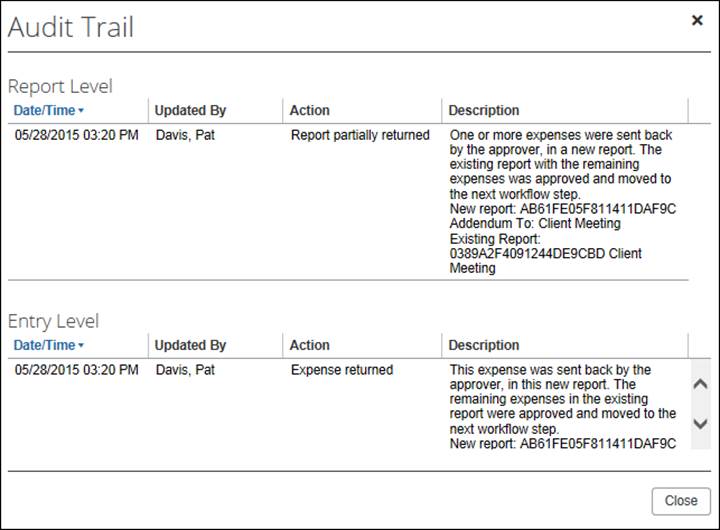 Audit Trail
Report Level
Date/Time Updated By Action Description
05/28/2015 03:20 PM Davis, Pat Report partially returned One or more expenses were sent back
by the approver, in a new report. The
existing report with the remaining
expenses was approved and moved to
the next workflow step.
New report: AB61FE05F811411DAF9C
Addendum To: Client Meeting
Existing Report:
0389A2F4091244DE9CBD Client
Meeting
Entry Level
Date/Time Updated By Action Description
05/28/2015 03:20 PM Davis, Pat Expense returned This expense was sent back by the
approver, in this new report. The
remaining expenses in the existing
report were approved and moved to the
next workflow step.
New report: AB61FE05F811411DAF9C
Close